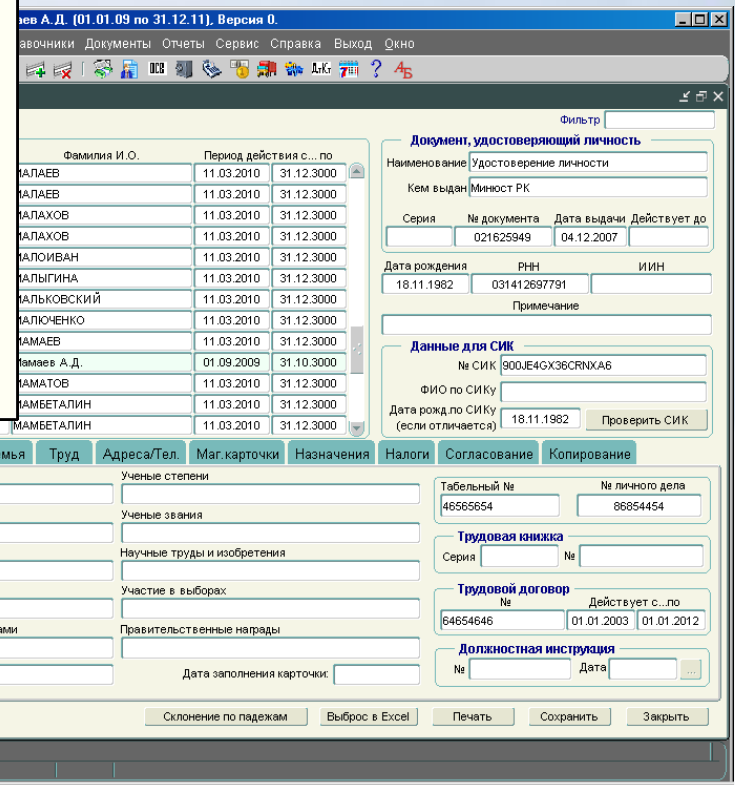 аев А.Д. (01.01.09 по 31.12.11), Версия 0.
авочники Документы Отчеты Сервис Справка Выход Окно
Фильтр
Документ, удостоверяющий личность
Фамилия И.О. Период действия с... по
Наименование Удостоверение личности
МАЛАЕВ 11.03.2010 31.12.3000
МАЛАЕВ 11.03.2010 31.12.3000
Кем выдан Минюст РК
МАЛАХОВ 11.03.2010 31.12.3000
Серия № документа Дата выдачи Действует до
МАЛАХОВ 11.03.2010 31.12.3000
021625949 04.12.2007
МАЛОИВАН 11.03.2010 31.12.3000
Дата рождения РНН ИИН
МАЛЫГИНА 11.03.2010 31.12.3000
18.11.1982 031412697791
МАЛЬКОВСКИЙ 11.03.2010 31.12.3000
Примечание
МАЛЮЧЕНКО 11.03.2010 31.12.3000
МАМАЕВ 11.03.2010 31.12.3000
Данные для СИК
Мамаев А.Д. 01.09.2009 31.10.3000
№ СИК 900JE4GX36CRNXA6
МАМАТОВ 11.03.2010 31.12.3000
ФИО по СИКу
МАМБЕТАЛИН 11.03.2010 31.12.3000
Дата рожд.по СИКу
(если отличается) 18.11.1982 Проверить СИК
МАМБЕТАЛИН 11.03.2010 31.12.3000
мья Труд Адреса/Тел. Маг.карточки Назначения Налоги Согласование Копирование
Ученые степени
Табельный № № личного дела
46565654 86854454
Ученые звания
Трудовая книжка
Научные труды и изобретения
Серия №
Участие в выборах
Трудовой договор
№ Действует с...по
64654646 01.01.2003 01.01.2012
ами Правительственные награды
Должностная инструкция
№ Дата ...
Дата заполнения карточки:
Склонение по падежам Выброс в Excel Печать Сохранить Закрыть